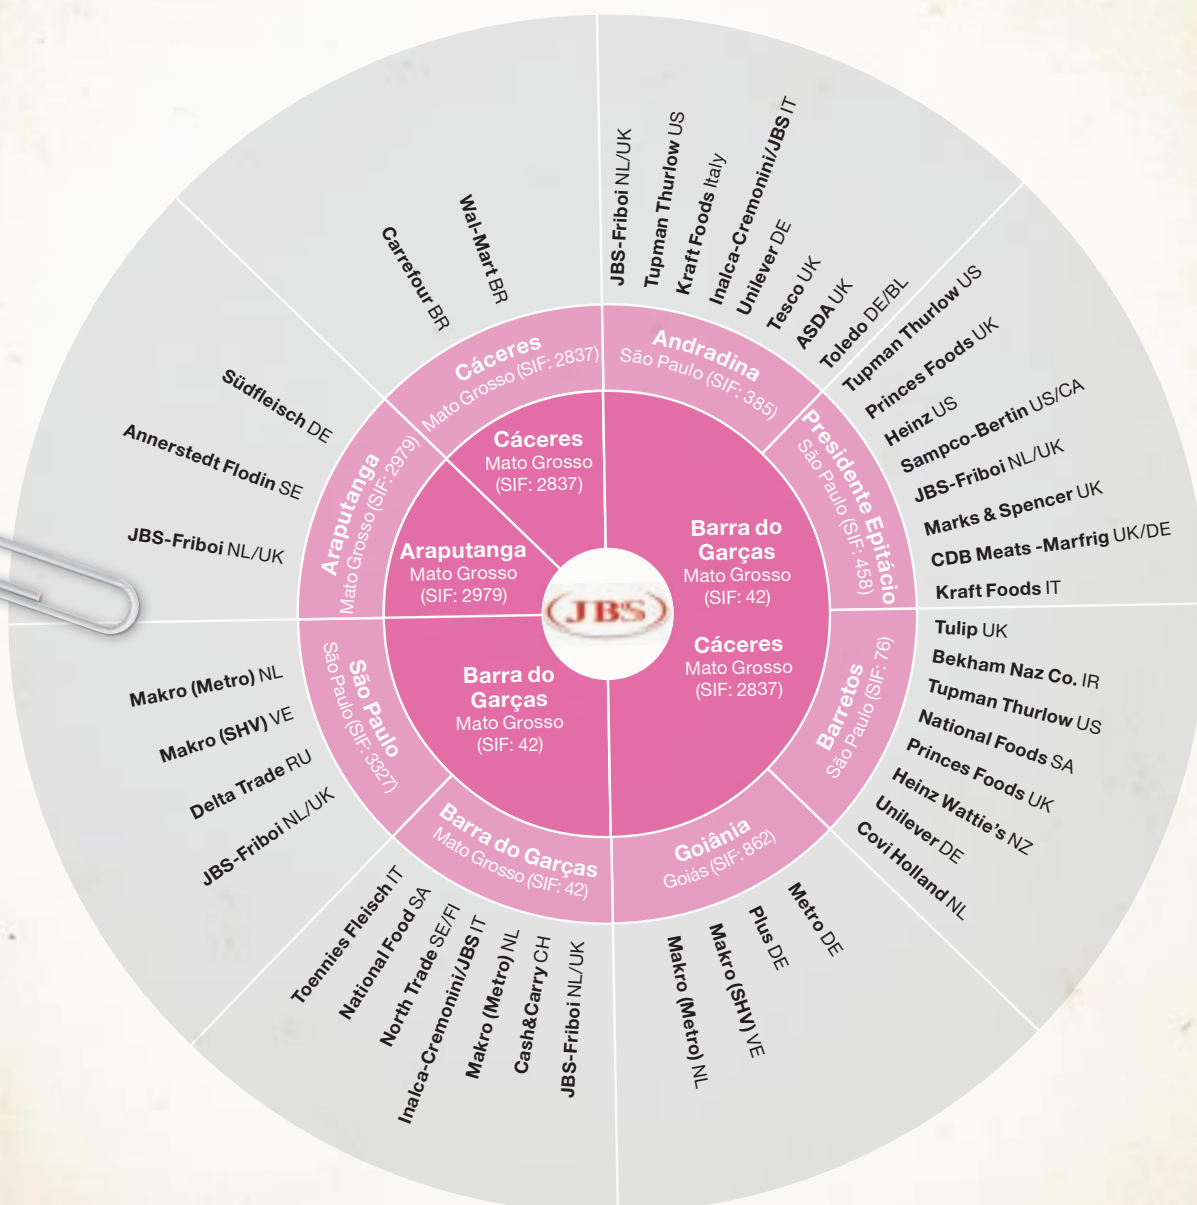 JBS
Cáceres
Mato Grosso
(SIF: 2837)
Barra do
Garças
Mato Grosso
(SIF: 42)
Cáceres
Mato Grosso
(SIF: 2837)
Barra do
Garças
Mato Grosso
(SIF: 42)
Araputanga
Mato Grosso
(SIF: 2979)
Andradina
São Paulo (SIF: 385)
JBS-Friboi NL/UK
Tupman Thurlow US
Kraft Foods Italy
Inalca-Cremonini/JBS IT
Unilever DE
Tesco UK
ASDA UK
Toledo DE/BL
Presidente Epitácio
São Paulo (SIF: 458)
Tupman Thurlow US
Princes Foods UK
Heinz US
Sampco-Bertin US/CA
JBS-Friboi NL/UK
Marks & Spencer UK
CDB Meats -Marfrig UK/DE
Kraft Foods IT
Barretos
São Paulo (SIF: 76)
Tulip UK
Bekham Naz Co. IR
Tupman Thurlow US
National Foods SA
Princes Foods UK
Heinz Wattie's NZ
Unilever DE
Covi Holland NL
Goiânia
Goiás (SIF: 862)
Metro DE
Plus DE
Makro (SHV) VE
Makro (Metro) NL
Barra do Garças
Mato Grosso (SIF: 42)
JBS-Friboi NL/UK
Cash&Carry CH
Makro (Metro) NL
Inalca-Cremonini/JBS IT
North Trade SE/FI
National Food SA
Toennies Fleisch IT
São Paulo
São Paulo (SIF: 3327)
JBS-Friboi NL/UK
Delta Trade RU
Makro (SHV) VE
Makro (Metro) NL
Araputanga
Mato Grosso (SIF: 2979)
JBS-Friboi NL/UK
Annerstedt Flodin SE
Südfleisch DE
Cáceres
Mato Grosso (SIF: 2837)
Carrefour BR
Wal-Mart BR